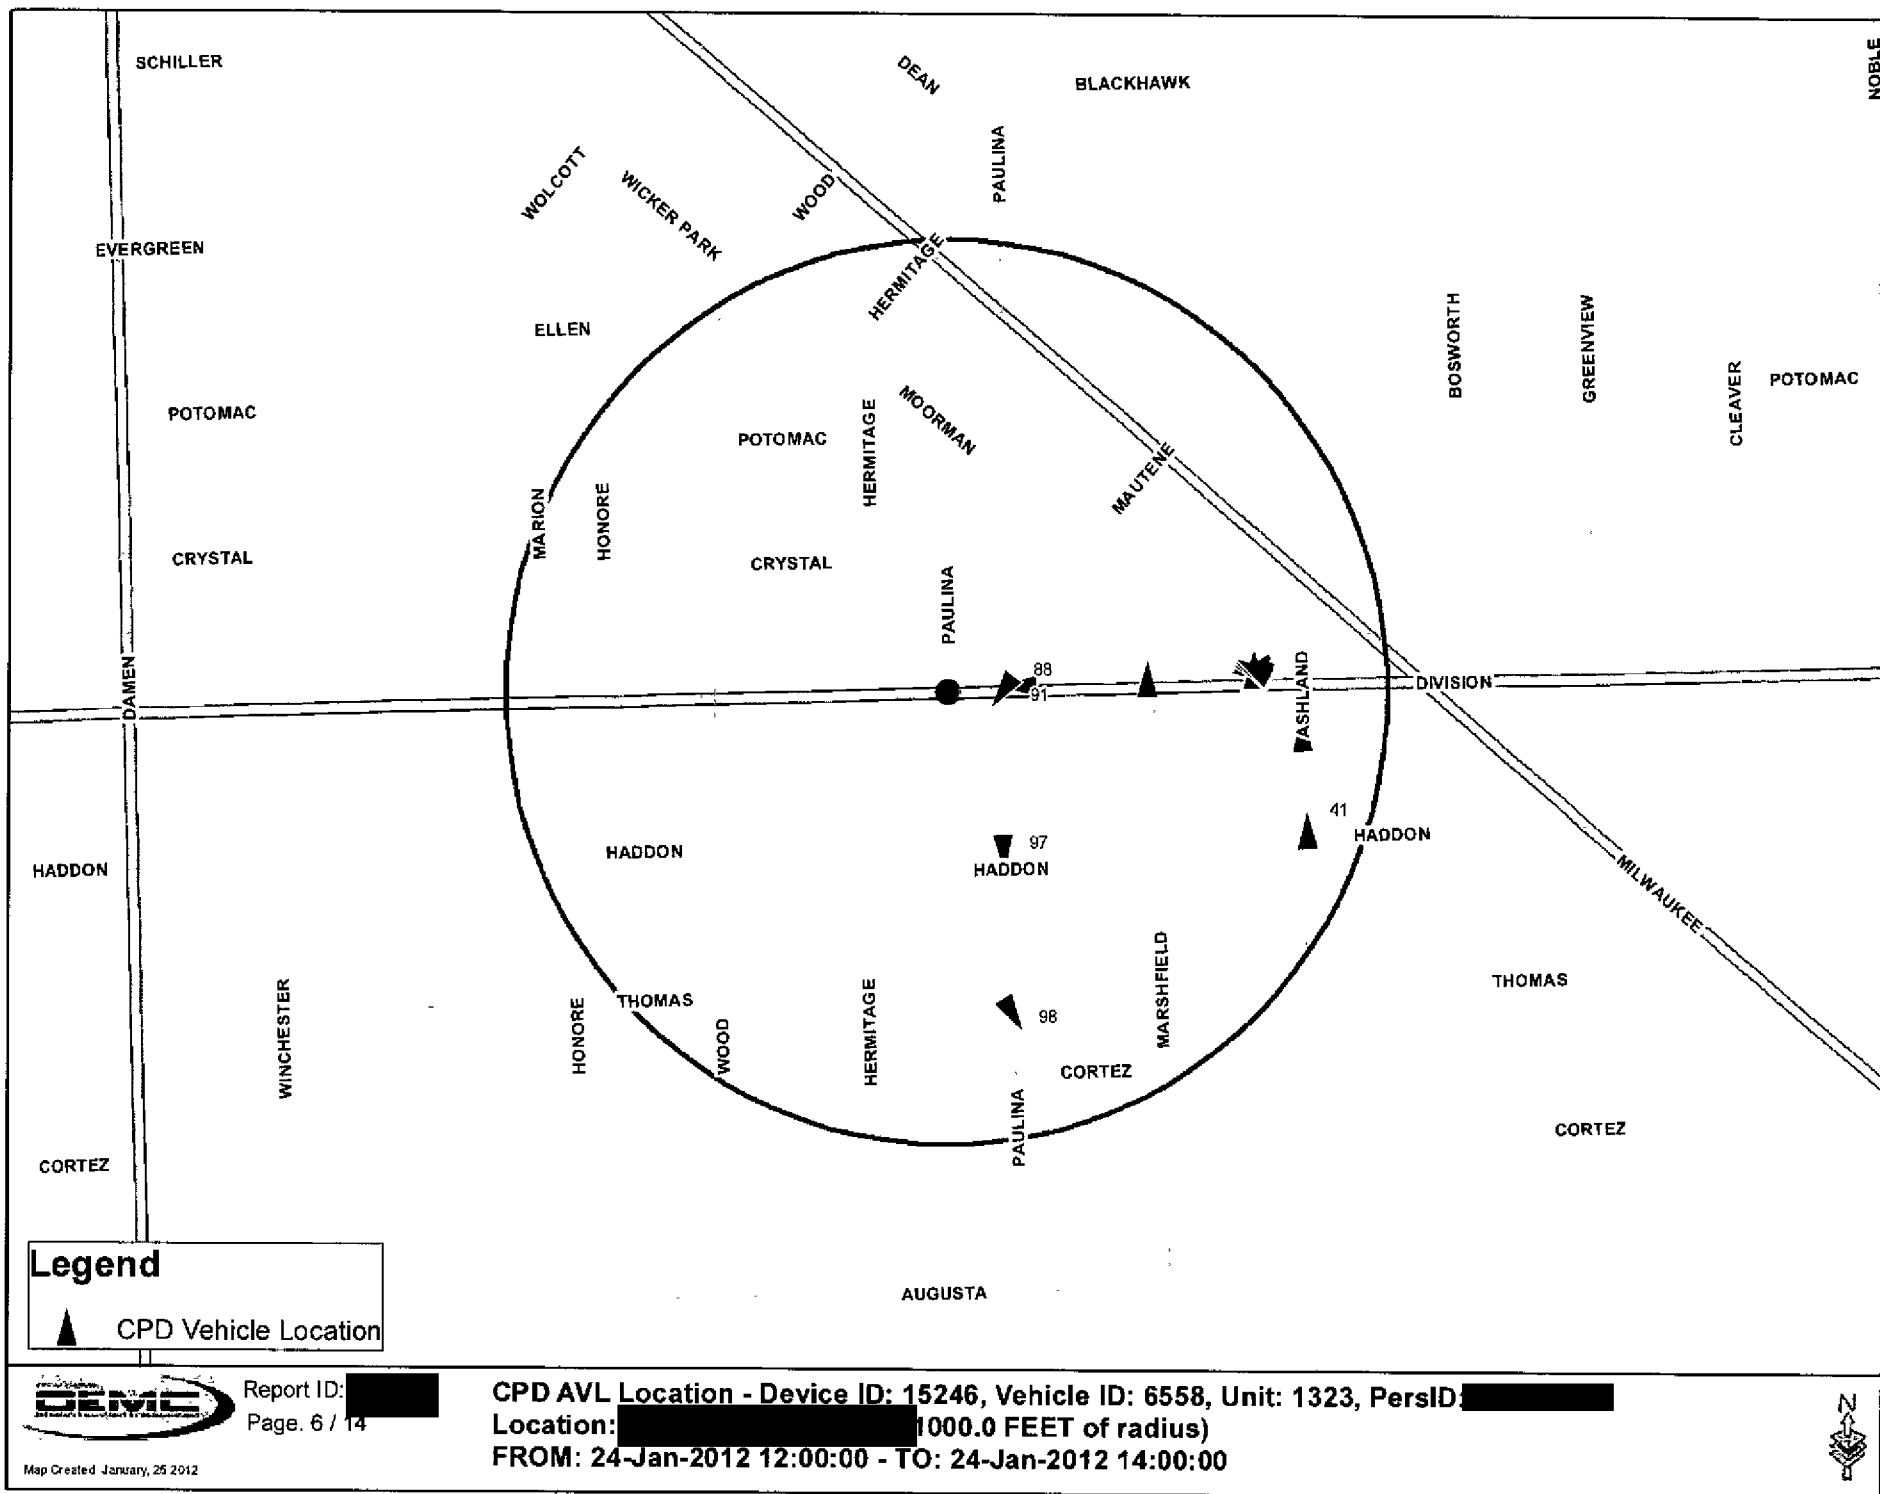 SCHILLER
DEAN
BLACKHAWK
NOBLE
PAULINA
WOLCOTT
WICKER PARK
WOOD
EVERGREEN
HERMITAGE
ELLEN
BOSWORTH
GREENVIEW
CLEAVER
POTOMAC
POTOMAC
POTOMAC
HERMITAGE
MOORMAN
MAUTENE
MARION
HONORE
CRYSTAL
CRYSTAL
PAULINA
DAMEN
88
91
ASHLAND
DIVISION
41
HADDON
97
HADDON
HADDON
HADDON
MILWAUKEE
MARSHFIELD
THOMAS
WINCHESTER
HONORE
THOMAS
WOOD
HERMITAGE
98
CORTEZ
PAULINA
CORTEZ
CORTEZ
AUGUSTA
Legend
CPD Vehicle Location
OEMC
Report ID:
Page. 6 / 14
Map Created January, 25 2012
CPD AVL Location - Device ID: 15246, Vehicle ID: 6558, Unit: 1323, PersID:
Location: 1000.0 FEET of radius)
FROM: 24-Jan-2012 12:00:00 - TO: 24-Jan-2012 14:00:00
N